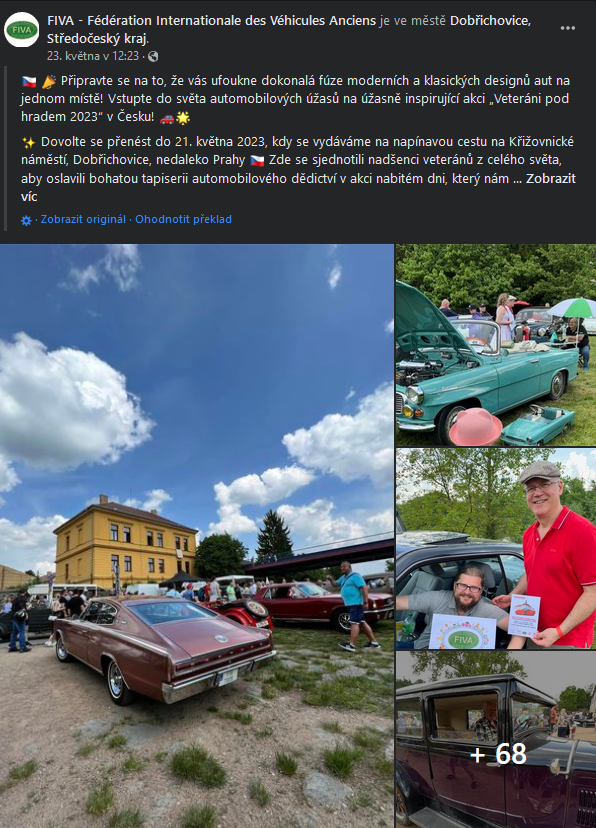 FIVA - Fédération Internationale des Véhicules Anciens je ve městě Dobřichovice,
Středočeský kraj.
23. května v 12:23 ·
🇨🇿 🎉 Připravte se na to, že vás ufoukne dokonalá fúze moderních a klasických designů aut na
jednom místě! Vstupte do světa automobilových úžasů na úžasně inspirující akci „Veteráni pod
hradem 2023“ v Česku! 🚗🌟
✨ Dovolte se přenést do 21. května 2023, kdy se vydáváme na napínavou cestu na Křižovnické
náměstí, Dobřichovice, nedaleko Prahy 🇨🇿 Zde se sjednotili nadšenci veteránů z celého světa,
aby oslavili bohatou tapiserii automobilového dědictví v akci nabitém dni, který nám ... Zobrazit
víc
· Zobrazit originál · Ohodnotit překlad
FIVA
FIVA
+ 68